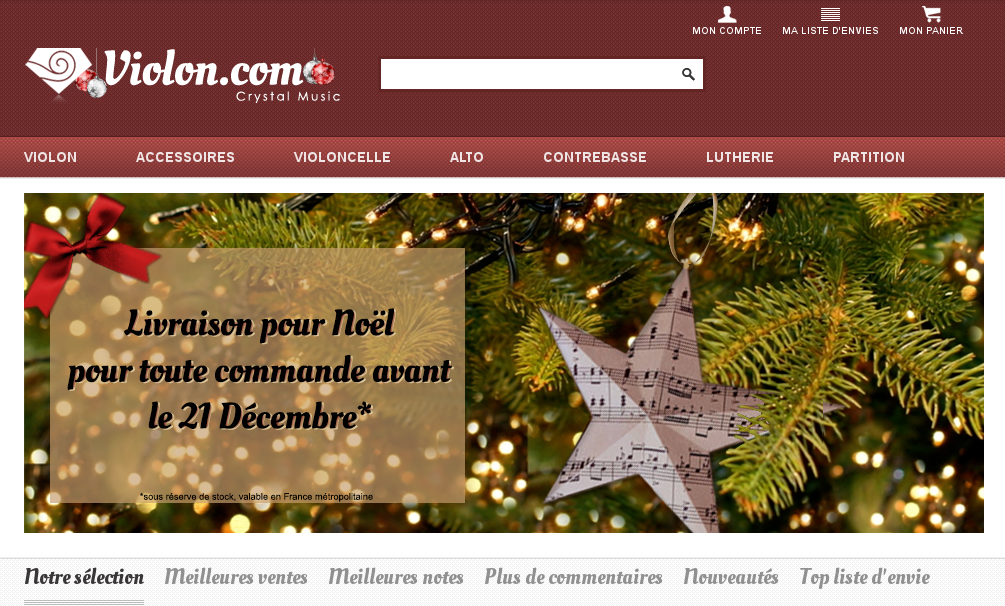 MON COMPTE MA LISTE D'ENVIES MON PANIER
Violon.com
Crystal Music
VIOLON ACCESSOIRES VIOLONCELLE ALTO CONTREBASSE LUTHERIE PARTITION
Livraison pour Noël
pour toute commande avant
le 21 Décembre*
*sous réserve de stock, valable en France métropolitaine
Notre sélection Meilleures ventes Meilleures notes Plus de commentaires Nouveautés Top liste d'envie